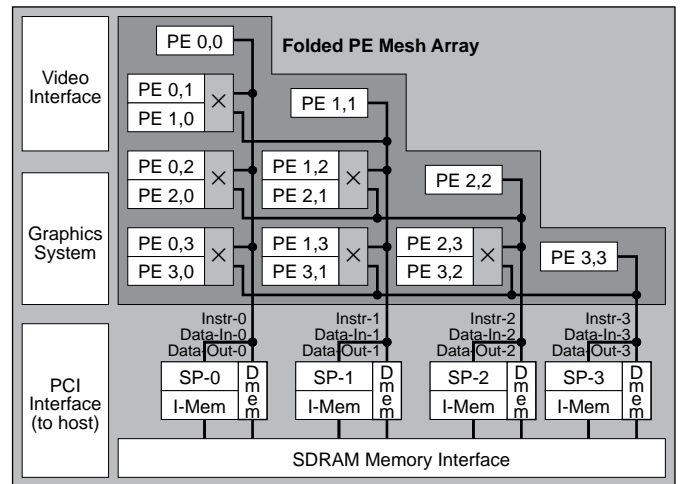 Video
Interface
Graphics
System
PCI
Interface
(to host)
Folded PE Mesh Array
PE 0,0
PE 0,1
PE 1,0
×
PE 1,1
PE 0,2
PE 2,0
×
PE 1,2
PE 2,1
×
PE 2,2
PE 0,3
PE 3,0
×
PE 1,3
PE 3,1
×
PE 2,3
PE 3,2
×
PE 3,3
Instr-0
Data-In-0
Data-Out-0
Instr-1
Data-In-1
Data-Out-1
Instr-2
Data-In-2
Data-Out-2
Instr-3
Data-In-3
Data-Out-3
SP-0
I-Mem
Dmem
SP-1
I-Mem
Dmem
SP-2
I-Mem
Dmem
SP-3
I-Mem
Dmem
SDRAM Memory Interface